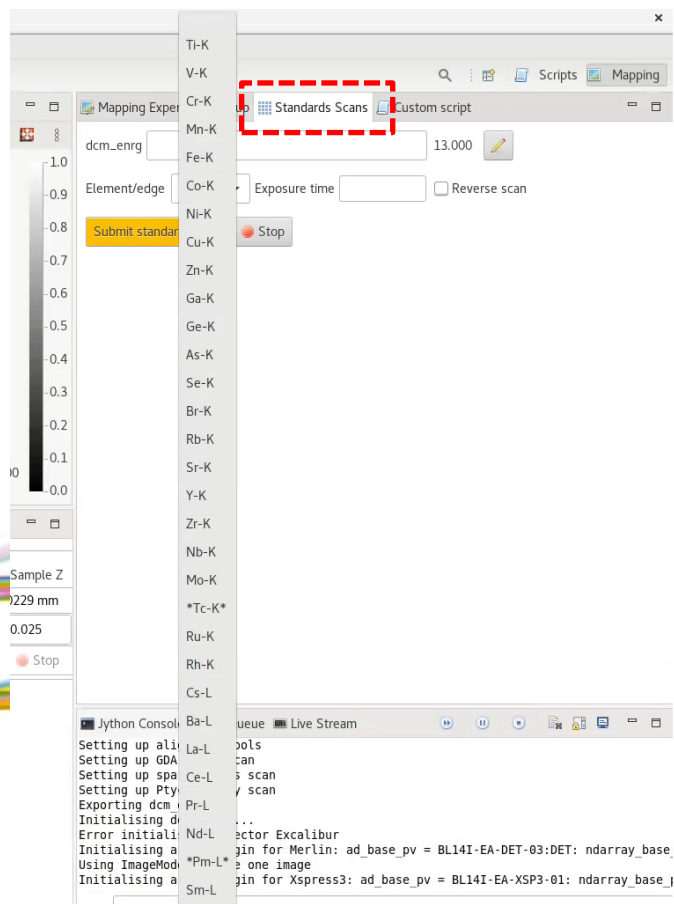 ×
Scripts Mapping
Mapping Exper up Standards Scans Custom script
dcm_enrg 13.000
Element/edge Exposure time Reverse scan
Submit standar Stop
1.0
0.9
0.8
0.7
0.6
0.5
0.4
0.3
0.2
0.1
0.0
00
Sample Z
0229 mm
0.025
Stop
Ti-K
V-K
Cr-K
Mn-K
Fe-K
Co-K
Ni-K
Cu-K
Zn-K
Ga-K
Ge-K
As-K
Se-K
Br-K
Rb-K
Sr-K
Y-K
Zr-K
Nb-K
Mo-K
*Tc-K*
Ru-K
Rh-K
Cs-L
Ba-L
La-L
Ce-L
Pr-L
Nd-L
*Pm-L*
Sm-L
Jython Consol ueue Live Stream
Setting up ali ools
Setting up GDA can
Setting up spa s scan
Setting up Pty y scan
Exporting dcm_
Initialising d ...
Error initiali ector Excalibur
Initialising a gin for Merlin: ad_base_pv = BL14I-EA-DET-03:DET: ndarray_base_
Using ImageMod e one image
Initialising a gin for Xspress3: ad_base_pv = BL14I-EA-XSP3-01: ndarray_base_p